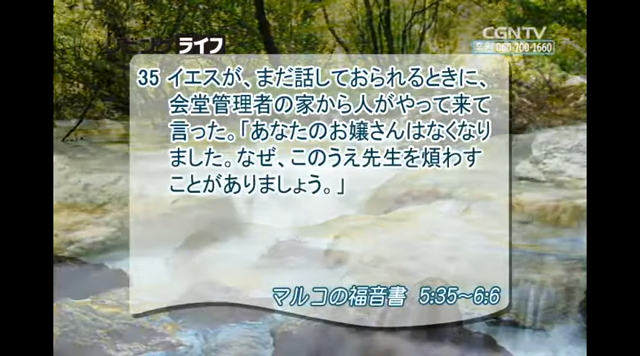 ライフ
CGNTV
060-700-1660
35 イエスが、まだ話しておられるときに、
会堂管理者の家から人がやって来て
言った。「あなたのお嬢さんはなくなり
ました。なぜ、このうえ先生を煩わす
ことがありましょう。」
マルコの福音書 5:35~6:6